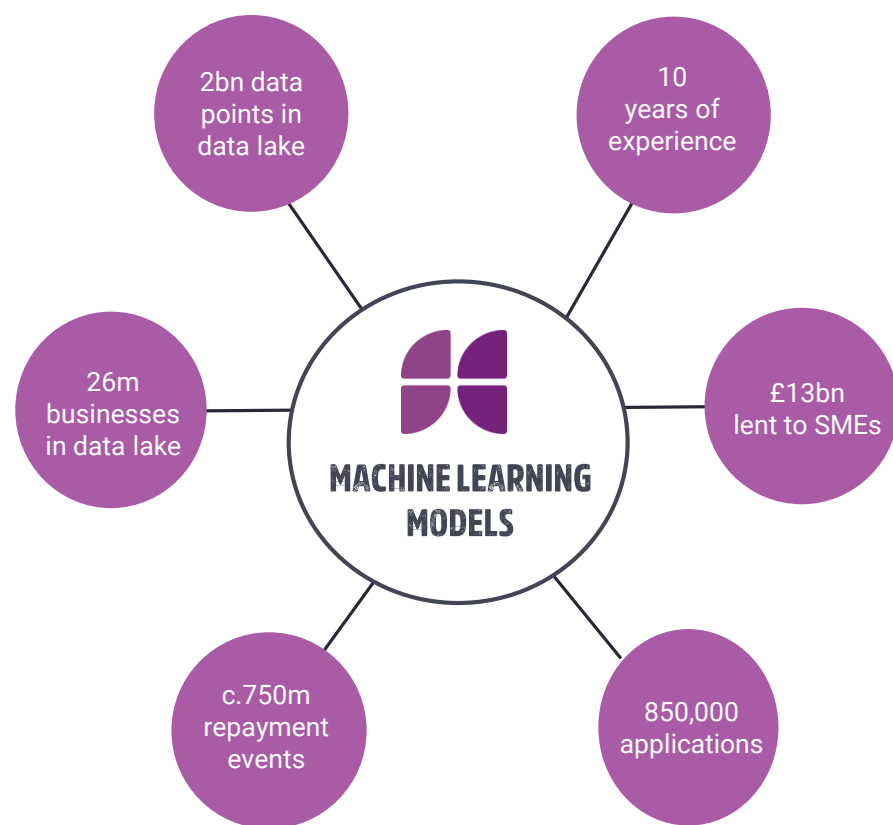 2bn data
points in
data lake
10
years of
experience
26m
businesses
in data lake
£13bn
lent to SMEs
MACHINE LEARNING
MODELS
c.750m
repayment
events
850,000
applications